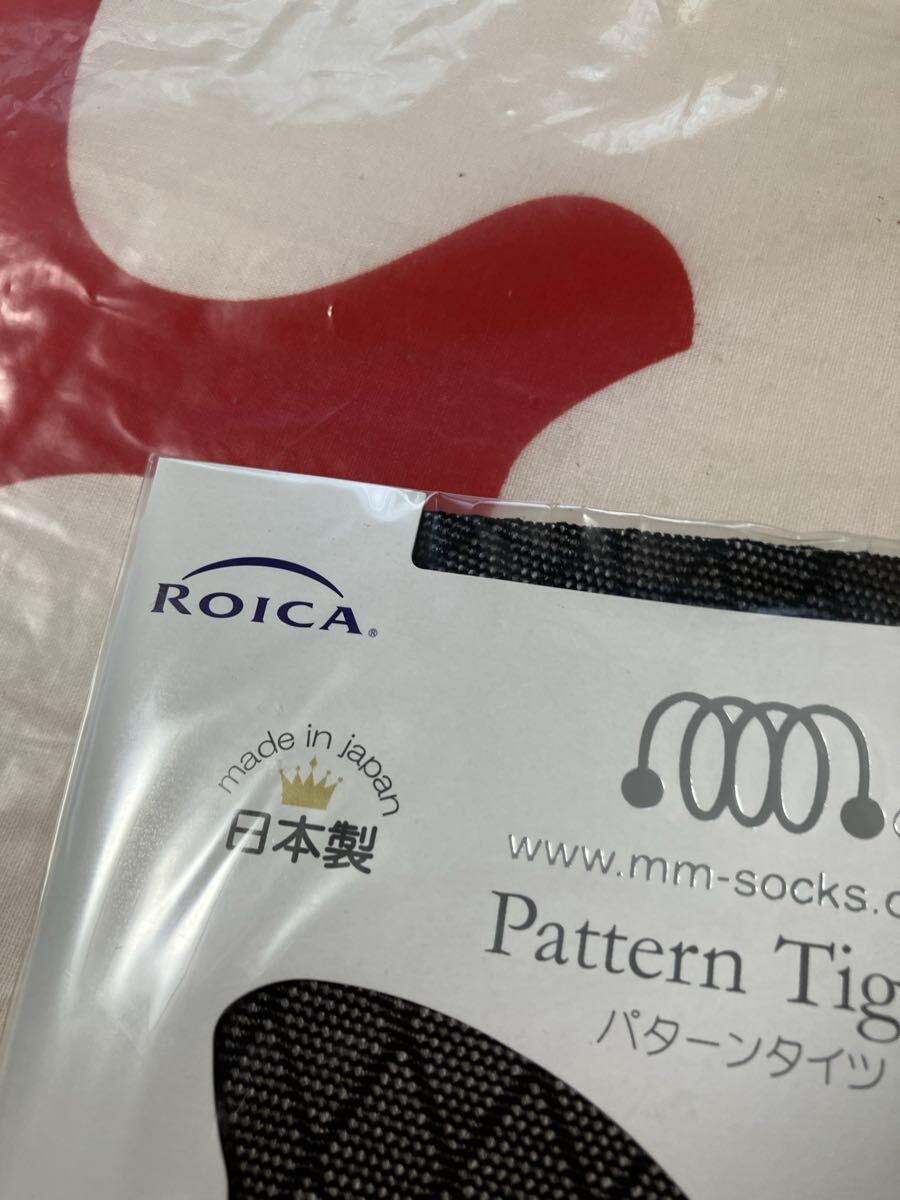 ROICA®
made in japan
日本製
www.mm-socks.c
Pattern Tig
パターンタイツ